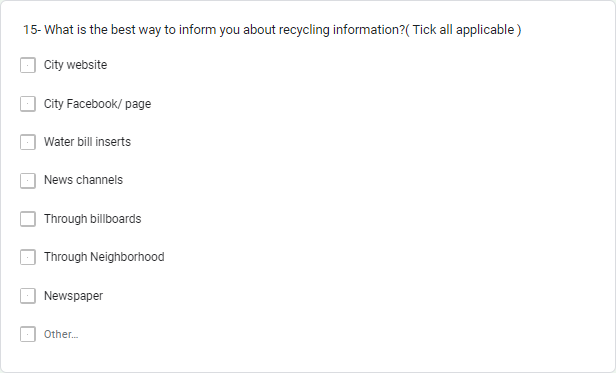 15- What is the best way to inform you about recycling information?( Tick all applicable )
City website
City Facebook/ page
Water bill inserts
News channels
Through billboards
Through Neighborhood
Newspaper
Other...